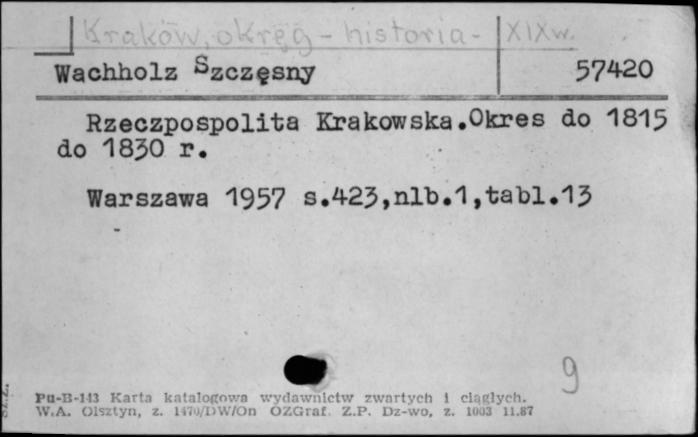 Kraków, okręg - historia - XIX w.
Wachholz Szczęsny 57420
Rzeczpospolita Krakowska.Okres do 1815
do 1830 r.
Warszawa 1957 s.423,nlb.1,tabl.13
-
9
Pu-B-143 Karta katalogowa wydawnictw zwartych i ciągłych.
W.A. Olsztyn, z. 1470/DW/On OZGraf. Z.P. Dz-wo, z. 1003 11.87